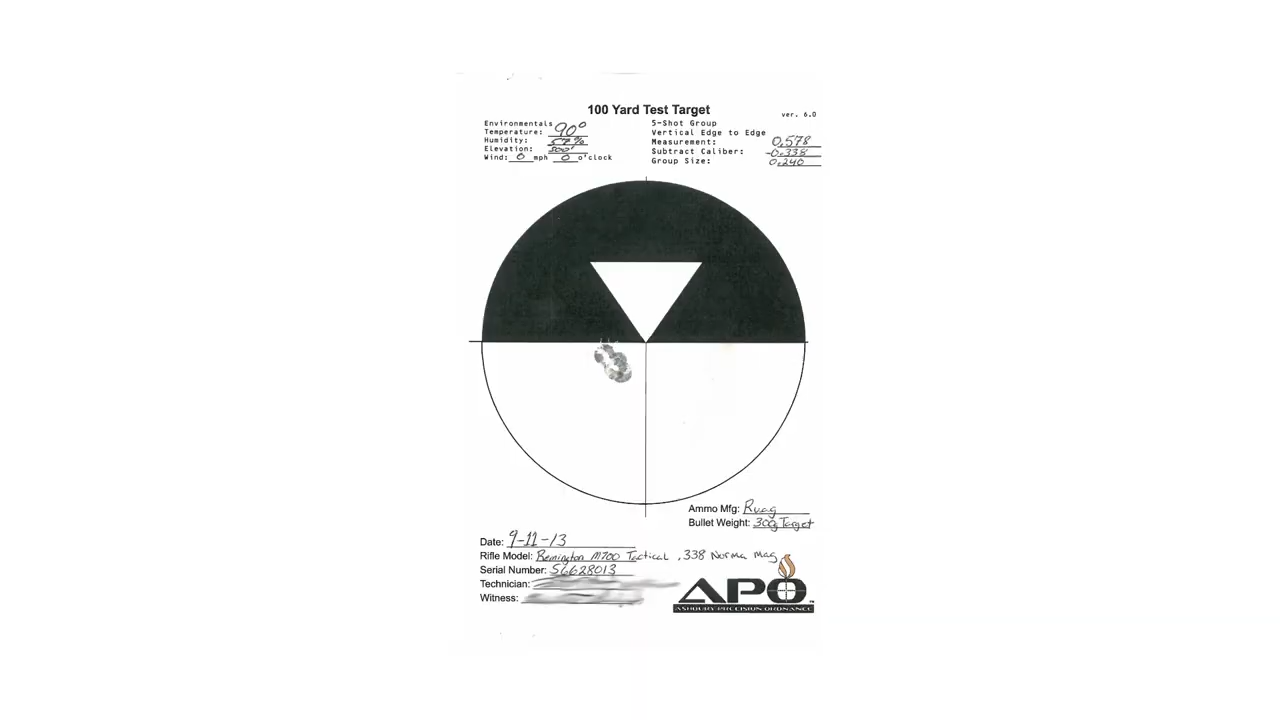 100 Yard Test Target
ver. 6.0
Environmentals
Temperature: 90°
Humidity: 57%
Elevation: 500'
Wind: 0 mph 0 o'clock
5-Shot Group
Vertical Edge to Edge
Measurement: 0.578
Subtract Caliber: -0.338
Group Size: 0.240
Ammo Mfg: Ruag
Bullet Weight: 300g Target
Date: 9-11-13
Rifle Model: Remington M700 Tactical .338 Norma Mag
Serial Number: S6628013
Technician:
Witness:
APO™
ASHBURY PRECISION ORDNANCE